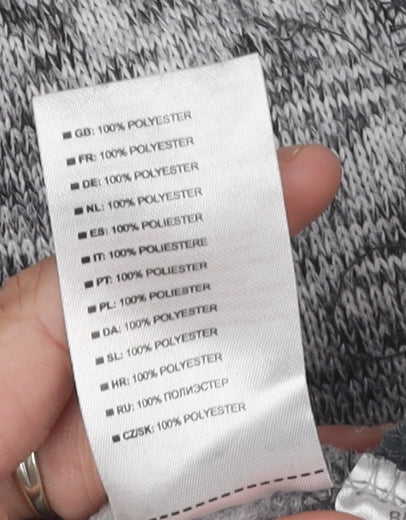 ■ GB: 100% POLYESTER
■ FR: 100% POLYESTER
■ DE: 100% POLYESTER
■ NL: 100% POLYESTER
■ ES: 100% POLIESTER
■ IT: 100% POLIESTERE
■ PT: 100% POLIESTER
■ PL: 100% POLIESTER
■ DA: 100% POLYESTER
■ SL: 100% POLYESTER
■ HR: 100% POLYESTER
■ RU: 100% ПОЛИЭСТЕР
■ CZ/SK: 100% POLYESTER